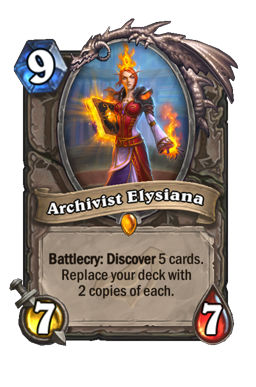 9
Archivist Elysiana
Battlecry: Discover 5 cards.
Replace your deck with
2 copies of each.
7
7